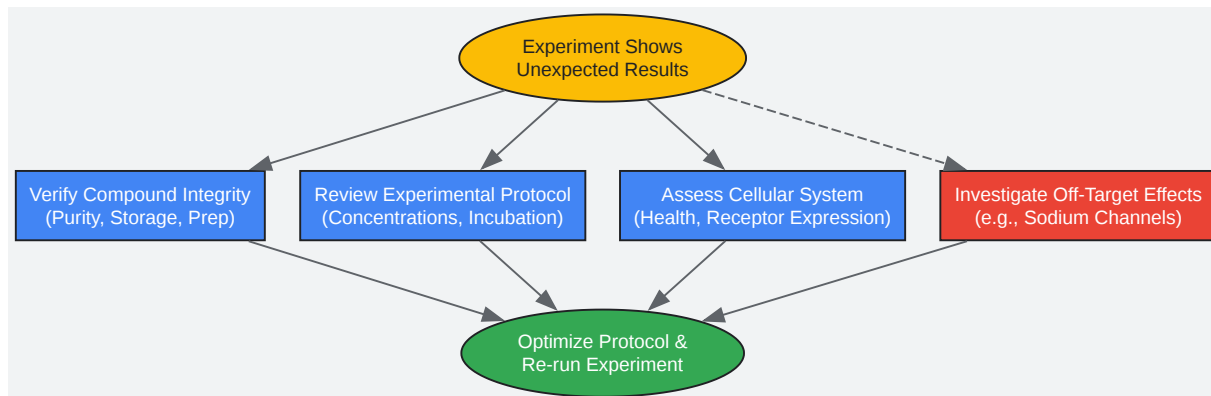 Experiment Shows
Unexpected Results
Verify Compound Integrity
(Purity, Storage, Prep)
Review Experimental Protocol
(Concentrations, Incubation)
Assess Cellular System
(Health, Receptor Expression)
Investigate Off-Target Effects
(e.g., Sodium Channels)
Optimize Protocol &
Re-run Experiment